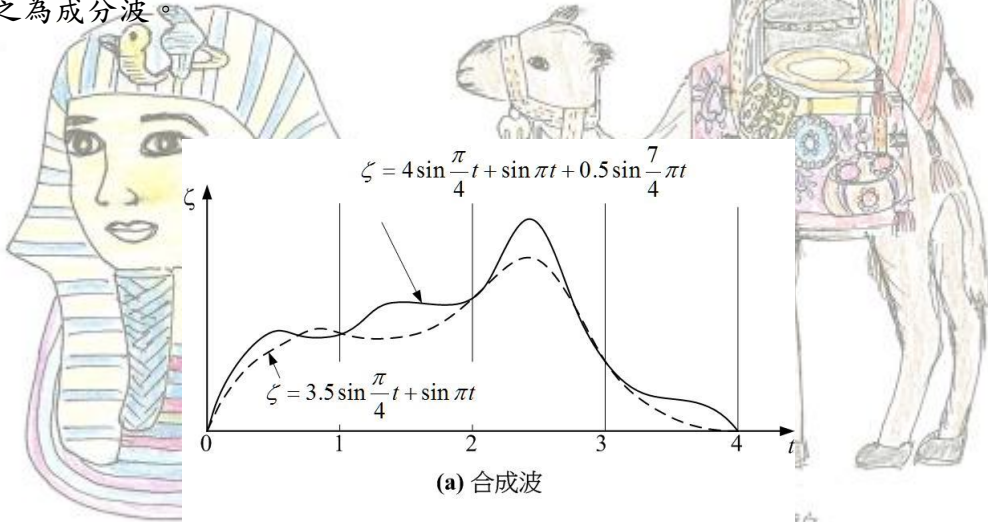 之為成分波。
ζ = 4 sin π/4 t + sin πt + 0.5 sin 7/4 πt
ζ
ζ = 3.5 sin π/4 t + sin πt
0 1 2 3 4 t
(a) 合成波